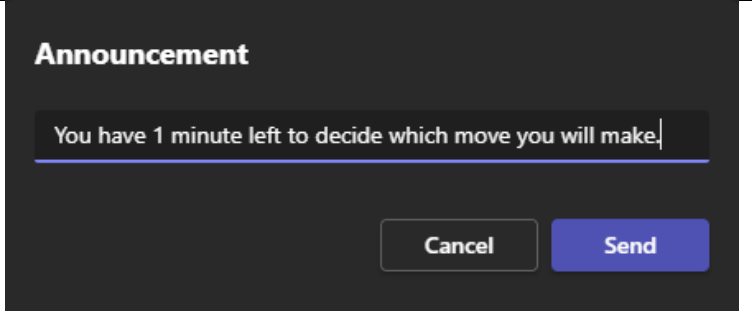 Announcement
You have 1 minute left to decide which move you will make.
Cancel
Send